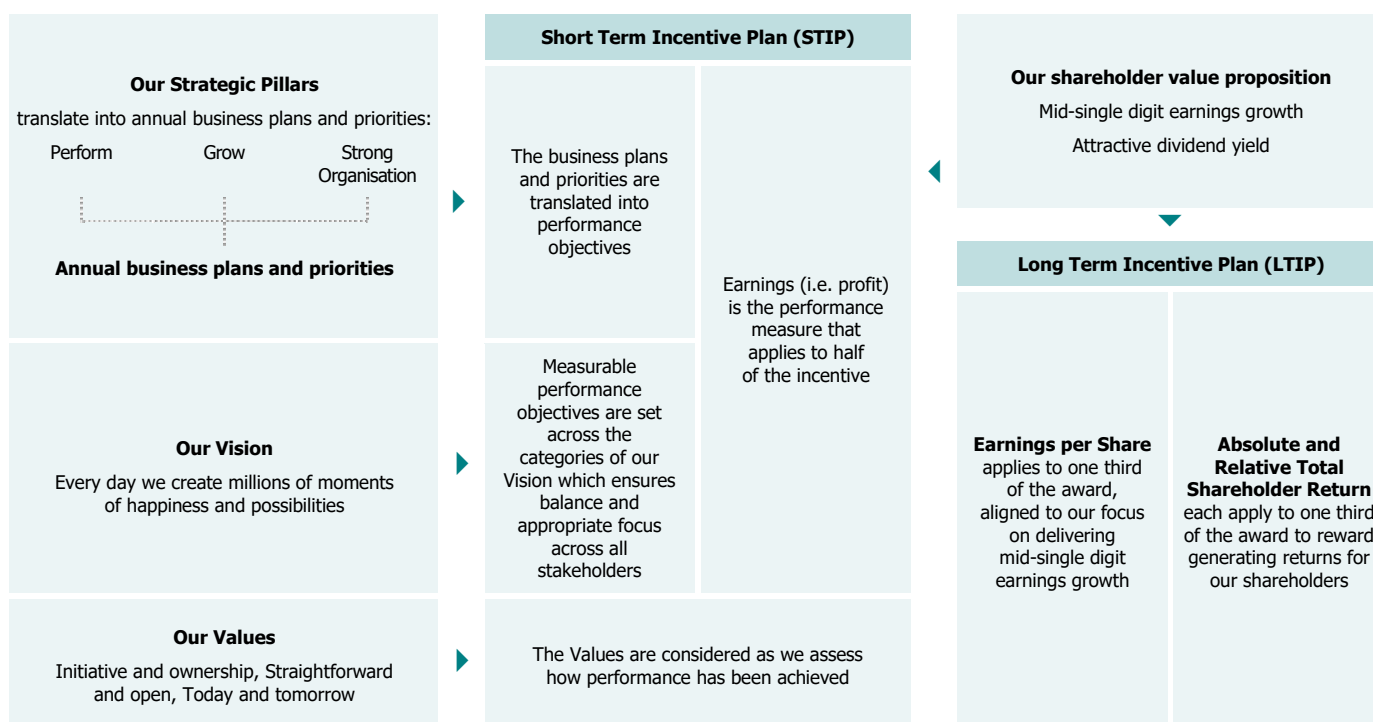 Our Strategic Pillars
translate into annual business plans and priorities:
Perform
Grow
Strong
Organisation
Annual business plans and priorities
Our Vision
Every day we create millions of moments
of happiness and possibilities
Our Values
Initiative and ownership, Straightforward
and open, Today and tomorrow
Short Term Incentive Plan (STIP)
The business plans
and priorities are
translated into
performance
objectives
Measurable
performance
objectives are set
across the
categories of our
Vision which ensures
balance and
appropriate focus
across all
stakeholders
Earnings (i.e. profit)
is the performance
measure that
applies to half
of the incentive
The Values are considered as we assess
how performance has been achieved
Our shareholder value proposition
Mid-single digit earnings growth
Attractive dividend yield
Long Term Incentive Plan (LTIP)
Earnings per Share
applies to one third
of the award,
aligned to our focus
on delivering
mid-single digit
earnings growth
Absolute and
Relative Total
Shareholder Return
each apply to one third
of the award to reward
generating returns for
our shareholders